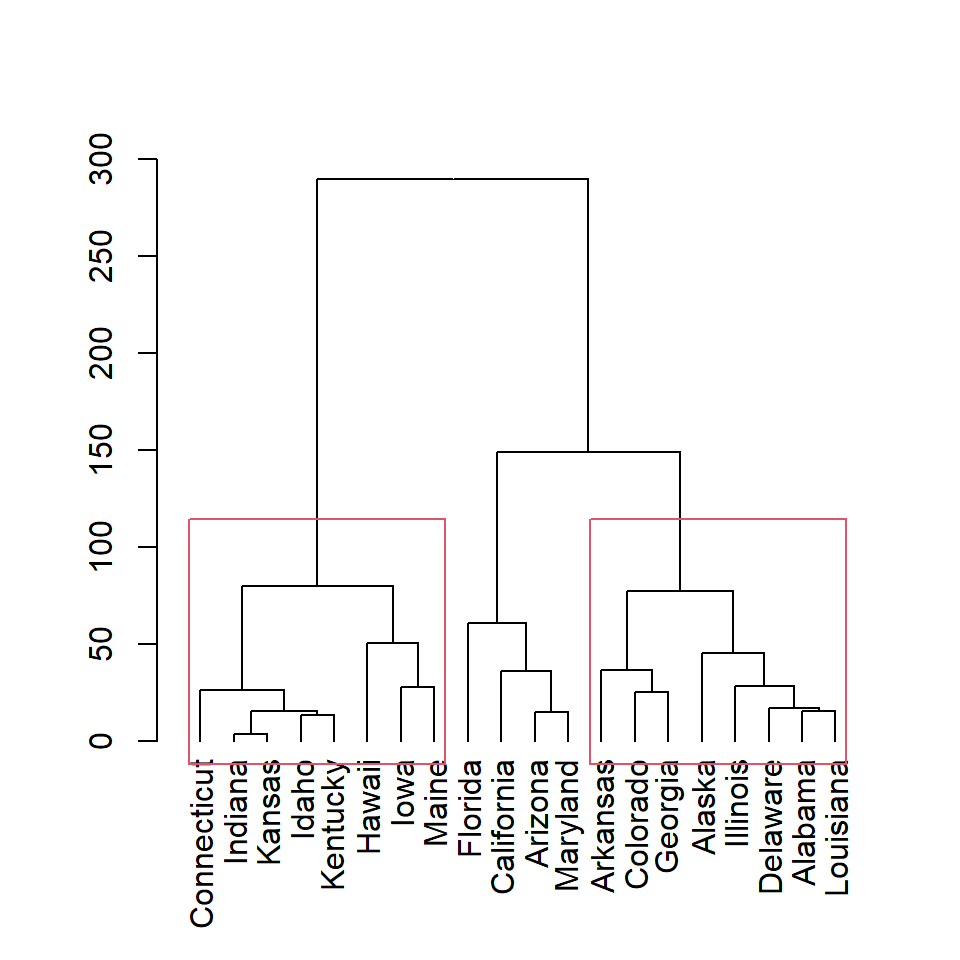 300
250
200
150
100
50
0
Connecticut
Indiana
Kansas
Idaho
Kentucky
Hawaii
Iowa
Maine
Florida
California
Arizona
Maryland
Arkansas
Colorado
Georgia
Alaska
Illinois
Delaware
Alabama
Louisiana